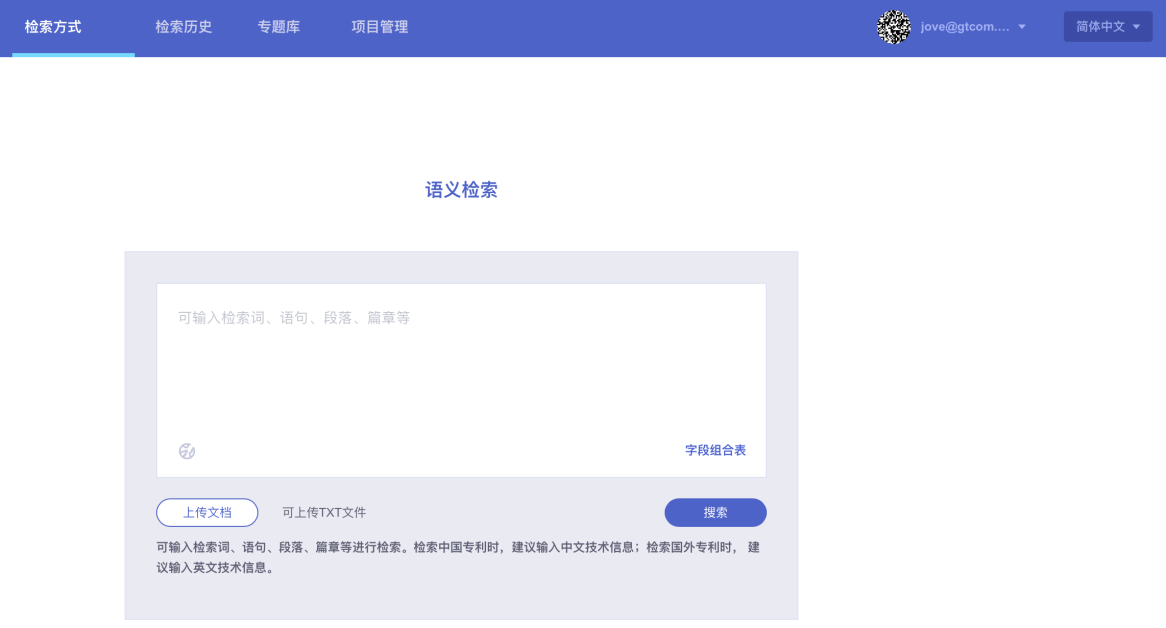 检索方式 检索历史 专题库 项目管理 jove@gtcom.... 简体中文
语义检索
可输入检索词、语句、段落、篇章等
字段组合表
上传文档 可上传TXT文件 搜索
可输入检索词、语句、段落、篇章等进行检索。检索中国专利时，建议输入中文技术信息；检索国外专利时， 建
议输入英文技术信息。